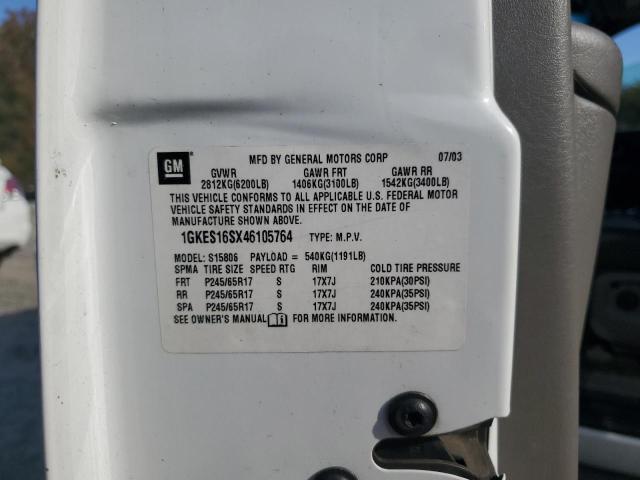 GM
MFD BY GENERAL MOTORS CORP 07/03
GVWR GAWR FRT GAWR RR
2812KG(6200LB) 1406KG(3100LB) 1542KG(3400LB)
THIS VEHICLE CONFORMS TO ALL APPLICABLE U.S. FEDERAL MOTOR
VEHICLE SAFETY STANDARDS IN EFFECT ON THE DATE OF
MANUFACTURE SHOWN ABOVE.
1GKES16SX46105764 TYPE: M.P.V.
MODEL: S15806 PAYLOAD = 540KG(1191LB)
SPMA TIRE SIZE SPEED RTG RIM COLD TIRE PRESSURE
FRT P245/65R17 S 17X7J 210KPA(30PSI)
RR P245/65R17 S 17X7J 240KPA(35PSI)
SPA P245/65R17 S 17X7J 240KPA(35PSI)
SEE OWNER'S MANUAL FOR MORE INFORMATION.